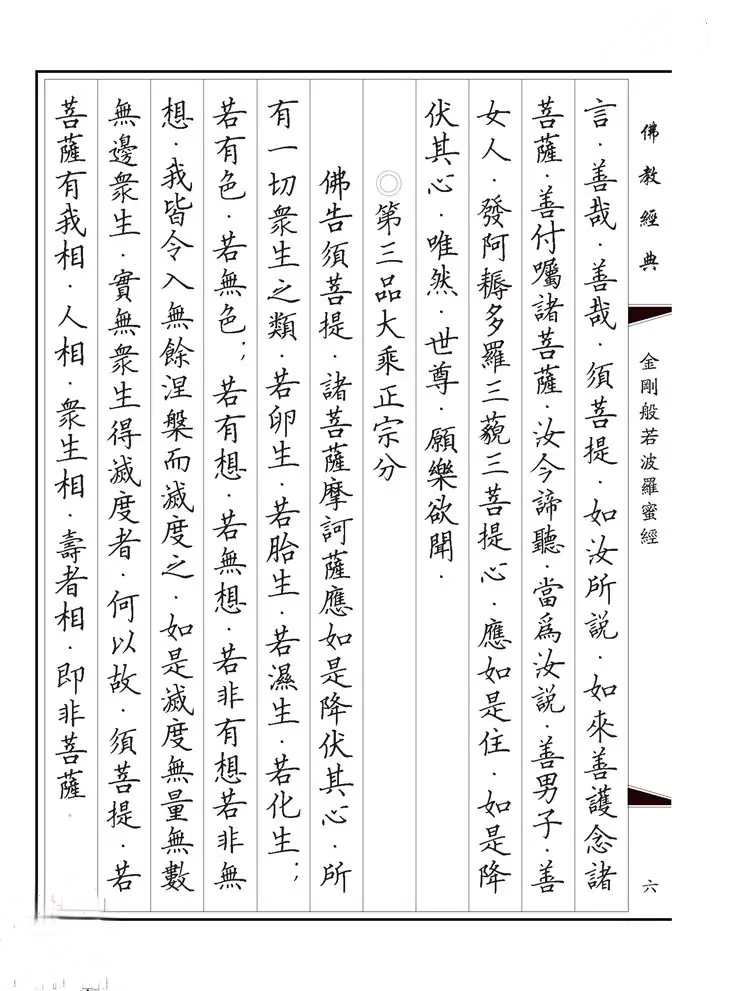 佛教經典
金剛般若波羅蜜經
六
言．善哉．善哉．須菩提．如汝所説．如來善護念諸
菩薩．善付囑諸菩薩．汝今諦聽．當爲汝説．善男子．善
女人．發阿耨多羅三藐三菩提心．應如是住．如是降
伏其心．唯然．世尊．願樂欲聞．
◎第三品大乘正宗分
佛告須菩提．諸菩薩摩訶薩應如是降伏其心．所
有一切衆生之類．若卵生．若胎生．若濕生．若化生；
若有色．若無色；若有想．若無想．若非有想若非無
想．我皆令入無餘涅槃而滅度之．如是滅度無量無數
無邊衆生．實無衆生得滅度者．何以故．須菩提．若
菩薩有我相．人相．衆生相．壽者相．即非菩薩．